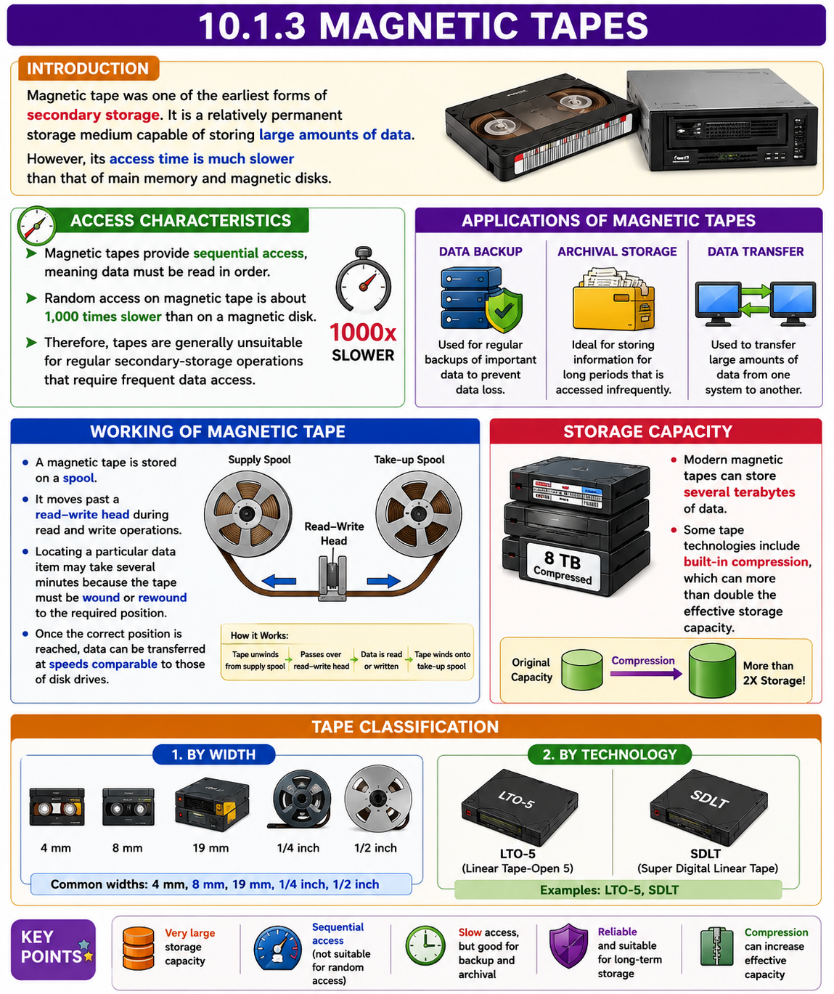 10.1.3 MAGNETIC TAPES
INTRODUCTION
Magnetic tape was one of the earliest forms of
secondary storage. It is a relatively permanent
storage medium capable of storing large amounts of data.
However, its access time is much slower
than that of main memory and magnetic disks.
ACCESS CHARACTERISTICS
➤ Magnetic tapes provide sequential access,
meaning data must be read in order.
➤ Random access on magnetic tape is about
1,000 times slower than on a magnetic disk.
➤ Therefore, tapes are generally unsuitable
for regular secondary-storage operations
that require frequent data access.
1000x
SLOWER
APPLICATIONS OF MAGNETIC TAPES
DATA BACKUP
Used for regular
backups of important
data to prevent
data loss.
ARCHIVAL STORAGE
Ideal for storing
information for
long periods that is
accessed infrequently.
DATA TRANSFER
Used to transfer
large amounts of
data from one
system to another.
WORKING OF MAGNETIC TAPE
• A magnetic tape is stored
on a spool.
• It moves past a
read–write head during
read and write operations.
• Locating a particular data
item may take several
minutes because the tape
must be wound or rewound
to the required position.
• Once the correct position is
reached, data can be transferred
at speeds comparable to those
of disk drives.
Supply Spool
Take-up Spool
Read–Write
Head
How it Works:
Tape unwinds
from supply spool
Passes over
read–write head
Data is read
or written
Tape winds onto
take-up spool
STORAGE CAPACITY
8 TB
Compressed
• Modern magnetic
tapes can store
several terabytes
of data.
• Some tape
technologies include
built-in compression,
which can more
than double the
effective storage
capacity.
Original
Capacity
Compression
More than
2X Storage!
TAPE CLASSIFICATION
1. BY WIDTH
4 mm
8 mm
19 mm
1/4 inch
1/2 inch
Common widths: 4 mm, 8 mm, 19 mm, 1/4 inch, 1/2 inch
2. BY TECHNOLOGY
LTO-5
LTO-5
(Linear Tape-Open 5)
SDLT
SDLT
(Super Digital Linear Tape)
Examples: LTO-5, SDLT
KEY
POINTS
Very large
storage
capacity
Sequential
access
(not suitable
for random
access)
Slow access,
but good for
backup and
archival
Reliable
and suitable
for long-term
storage
Compression
can increase
effective
capacity